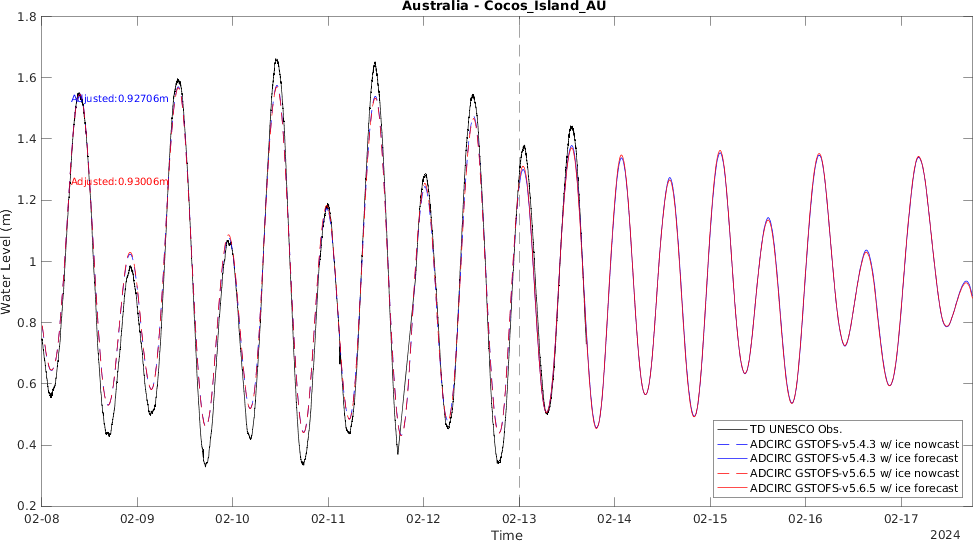 Australia - Cocos_Island_AU
1.8
1.6
1.4
1.2
1
0.8
0.6
0.4
0.2
Water Level (m)
Adjusted:0.92706m
Adjusted:0.93006m
TD UNESCO Obs.
ADCIRC GSTOFS-v5.4.3 w/ ice nowcast
ADCIRC GSTOFS-v5.4.3 w/ ice forecast
ADCIRC GSTOFS-v5.6.5 w/ ice nowcast
ADCIRC GSTOFS-v5.6.5 w/ ice forecast
02-08 02-09 02-10 02-11 02-12 02-13 02-14 02-15 02-16 02-17
Time
2024